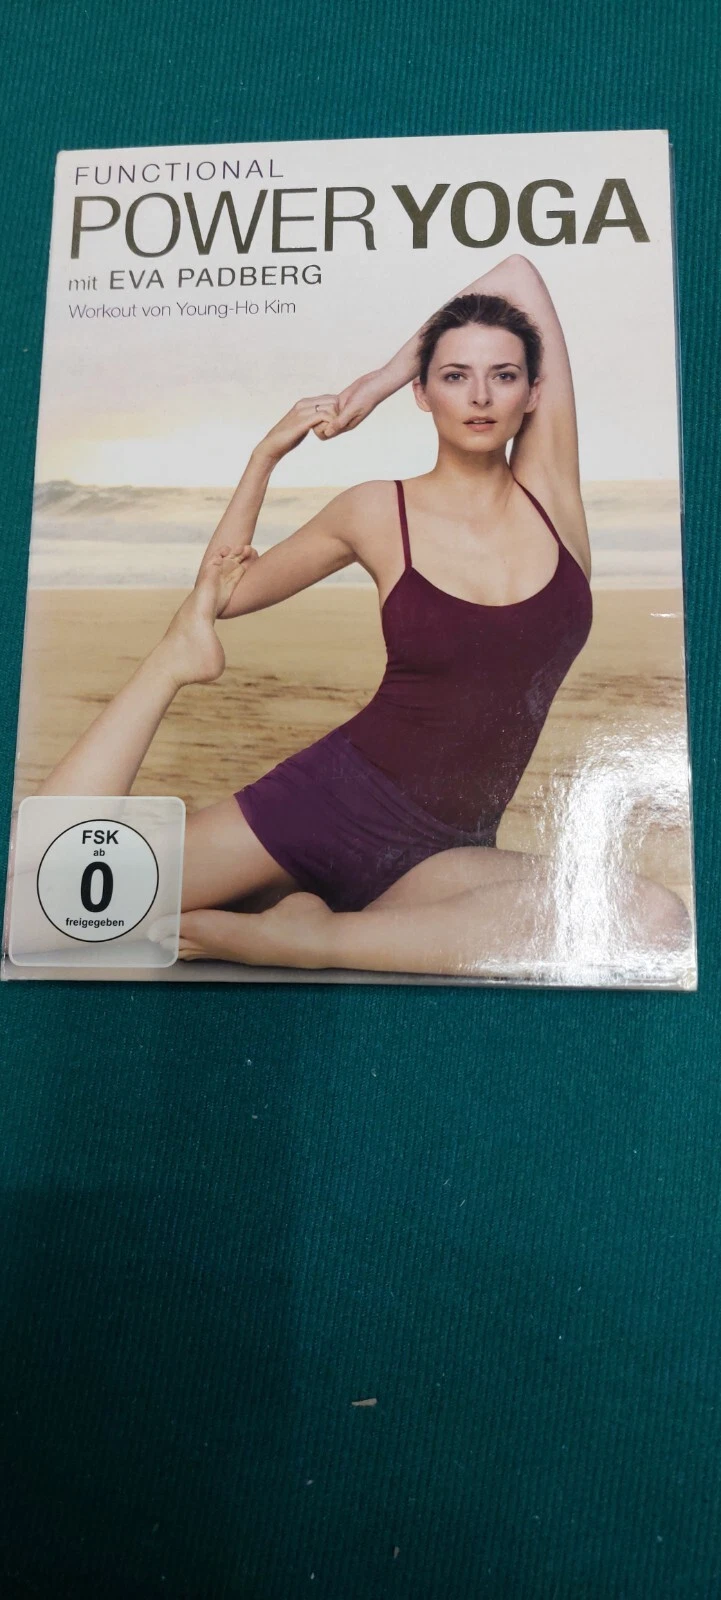 FUNCTIONAL
POWER YOGA
mit EVA PADBERG
Workout von Young-Ho Kim
FSK
ab
0
freigegeben